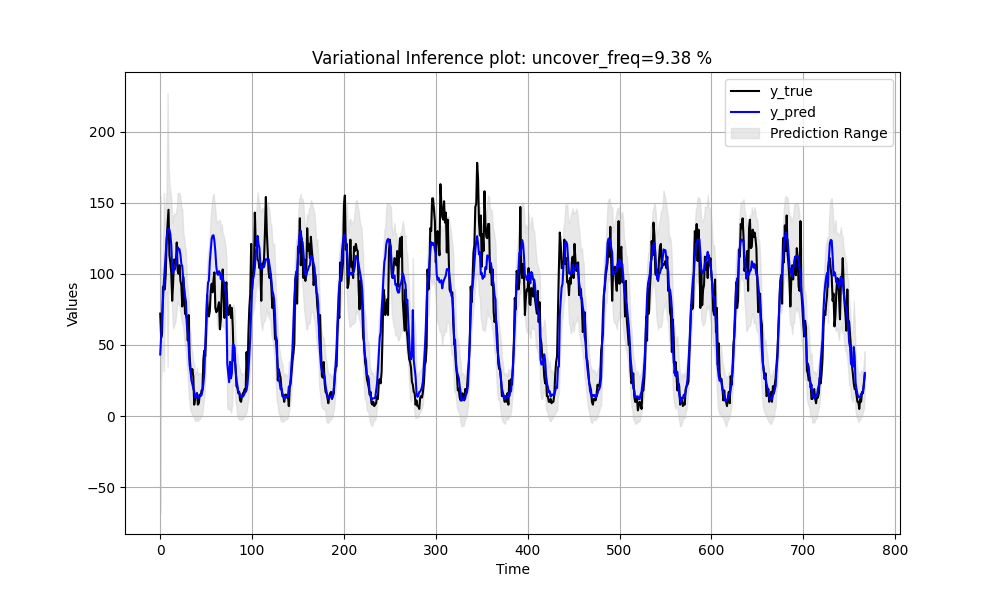 Variational Inference plot: uncover_freq=9.38 %
y_true
y_pred
Prediction Range
200
150
100
50
0
−50
Values
0 100 200 300 400 500 600 700 800
Time